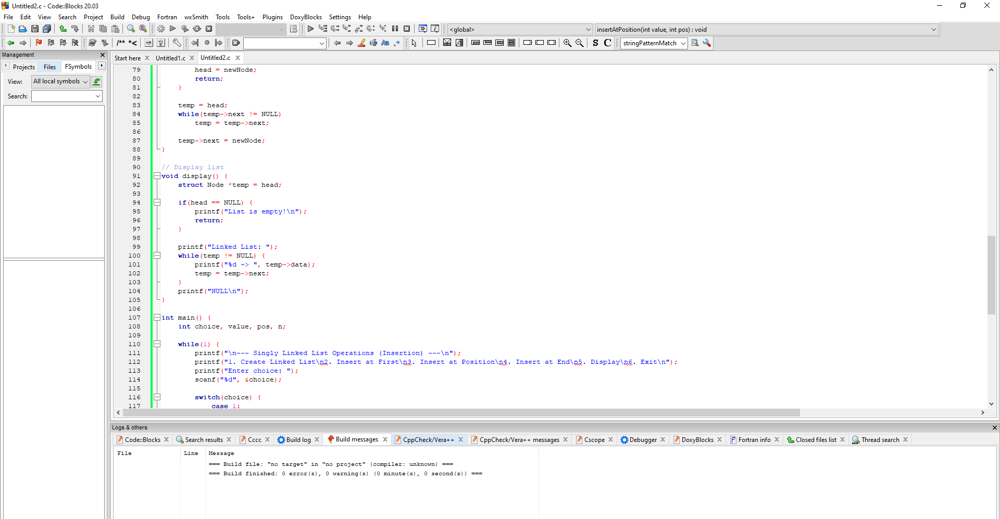 Untitled2.c - Code::Blocks 20.03
File Edit View Search Project Build Debug Fortran wxSmith Tools Tools+ Plugins DoxyBlocks Settings Help
<global> insertAtPosition(int value, int pos) : void
/** *< Aa .* S C stringPatternMatch
Management
Projects Files FSymbols
View: All local symbols
Search:
Start here Untitled1.c Untitled2.c
79 head = newNode;
80 return;
81 }
82
83 temp = head;
84 while(temp->next != NULL)
85 temp = temp->next;
86
87 temp->next = newNode;
88 }
89
90 // Display list
91 void display() {
92 struct Node *temp = head;
93
94 if(head == NULL) {
95 printf("List is empty!\n");
96 return;
97 }
98
99 printf("Linked List: ");
100 while(temp != NULL) {
101 printf("%d -> ", temp->data);
102 temp = temp->next;
103 }
104 printf("NULL\n");
105 }
106
107 int main() {
108 int choice, value, pos, n;
109
110 while(1) {
111 printf("\n--- Singly Linked List Operations (Insertion) ---\n");
112 printf("1. Create Linked List\n2. Insert at First\n3. Insert at Position\n4. Insert at End\n5. Display\n6. Exit\n");
113 printf("Enter choice: ");
114 scanf("%d", &choice);
115
116 switch(choice) {
117 case 1:
Logs & others
Code::Blocks Search results Cccc Build log Build messages CppCheck/Vera++ CppCheck/Vera++ messages Cscope Debugger DoxyBlocks Fortran info Closed files list Thread search
File Line Message
=== Build file: "no target" in "no project" (compiler: unknown) ===
=== Build finished: 0 error(s), 0 warning(s) (0 minute(s), 0 second(s)) ===